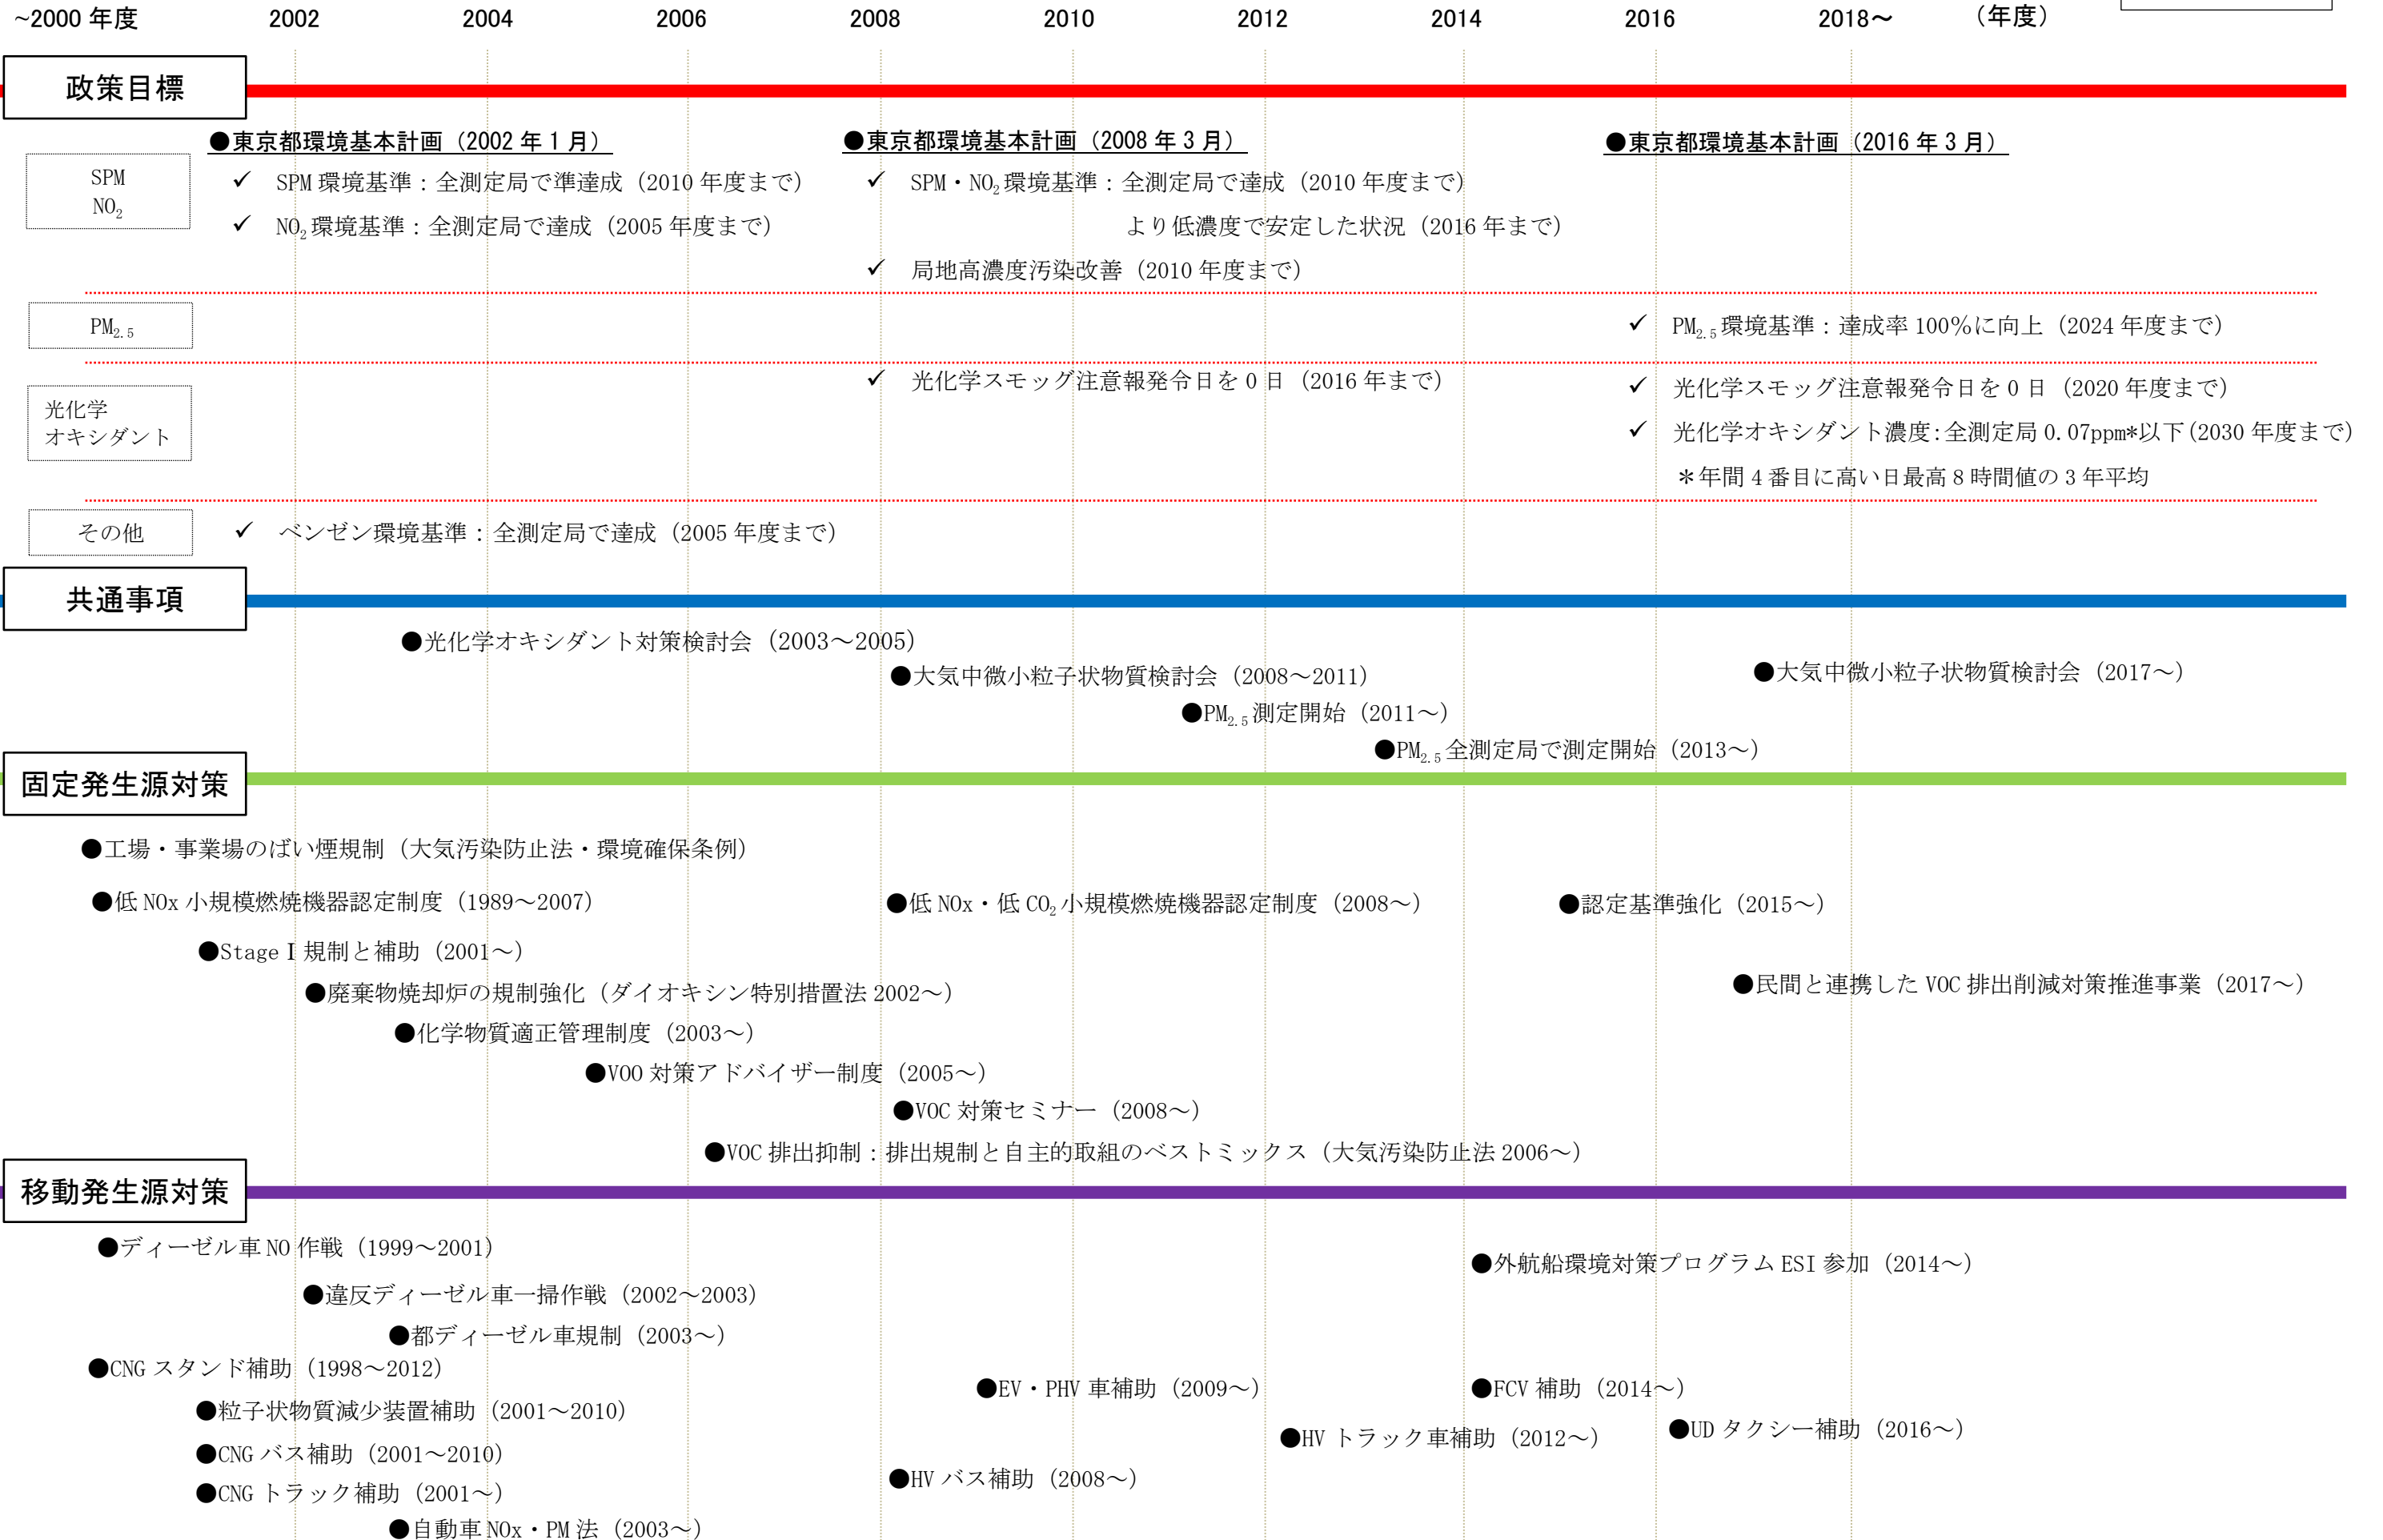 ~2000 年度 2002 2004 2006 2008 2010 2012 2014 2016 2018～ （年度）
政策目標
●東京都環境基本計画（2002 年 1 月） ●東京都環境基本計画（2008 年 3 月） ●東京都環境基本計画（2016 年 3 月）
SPM
NO₂
✓ SPM 環境基準：全測定局で準達成（2010 年度まで）
✓ NO₂環境基準：全測定局で達成（2005 年度まで）
✓ SPM・NO₂環境基準：全測定局で達成（2010 年度まで）
より低濃度で安定した状況（2016 年まで）
✓ 局地高濃度汚染改善（2010 年度まで）
PM₂.₅
✓ PM₂.₅環境基準：達成率 100％に向上（2024 年度まで）
光化学
オキシダント
✓ 光化学スモッグ注意報発令日を 0 日（2016 年まで）
✓ 光化学スモッグ注意報発令日を 0 日（2020 年度まで）
✓ 光化学オキシダント濃度:全測定局 0.07ppm*以下(2030 年度まで)
＊年間 4 番目に高い日最高 8 時間値の 3 年平均
その他
✓ ベンゼン環境基準：全測定局で達成（2005 年度まで）
共通事項
●光化学オキシダント対策検討会（2003～2005）
●大気中微小粒子状物質検討会（2008～2011）
●大気中微小粒子状物質検討会（2017～）
●PM₂.₅測定開始（2011～）
●PM₂.₅全測定局で測定開始（2013～）
固定発生源対策
●工場・事業場のばい煙規制（大気汚染防止法・環境確保条例）
●低 NOx 小規模燃焼機器認定制度（1989～2007）
●低 NOx・低 CO₂小規模燃焼機器認定制度（2008～）
●認定基準強化（2015～）
●StageⅠ規制と補助（2001～）
●民間と連携した VOC 排出削減対策推進事業（2017～）
●廃棄物焼却炉の規制強化（ダイオキシン特別措置法 2002～）
●化学物質適正管理制度（2003～）
●VOO 対策アドバイザー制度（2005～）
●VOC 対策セミナー（2008～）
●VOC 排出抑制：排出規制と自主的取組のベストミックス（大気汚染防止法 2006～）
移動発生源対策
●ディーゼル車 NO 作戦（1999～2001）
●外航船環境対策プログラム ESI 参加（2014～）
●違反ディーゼル車一掃作戦（2002～2003）
●都ディーゼル車規制（2003～）
●CNG スタンド補助（1998～2012）
●EV・PHV 車補助（2009～）
●FCV 補助（2014～）
●粒子状物質減少装置補助（2001～2010）
●UD タクシー補助（2016～）
●HV トラック車補助（2012～）
●CNG バス補助（2001～2010）
●HV バス補助（2008～）
●CNG トラック補助（2001～）
●自動車 NOx・PM 法（2003～）